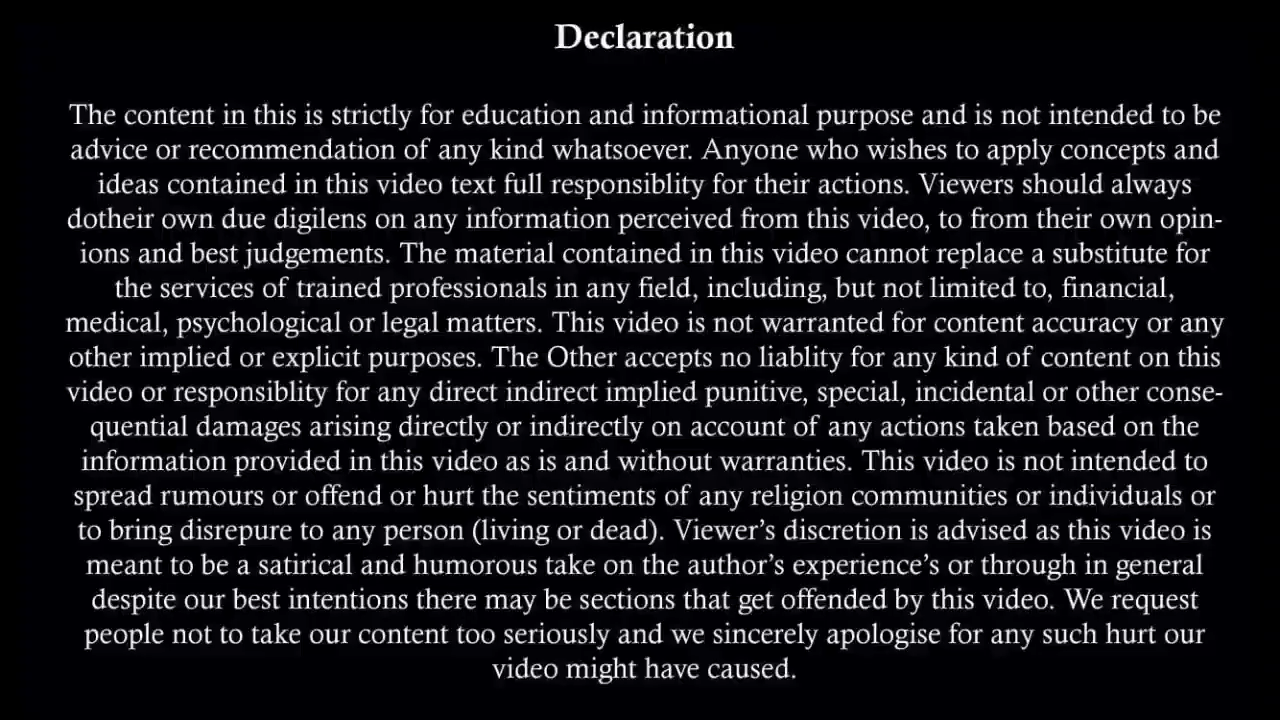 Declaration
The content in this is strictly for education and informational purpose and is not intended to be
advice or recommendation of any kind whatsoever. Anyone who wishes to apply concepts and
ideas contained in this video text full responsiblity for their actions. Viewers should always
dotheir own due digilens on any information perceived from this video, to from their own opin-
ions and best judgements. The material contained in this video cannot replace a substitute for
the services of trained professionals in any field, including, but not limited to, financial,
medical, psychological or legal matters. This video is not warranted for content accuracy or any
other implied or explicit purposes. The Other accepts no liablity for any kind of content on this
video or responsiblity for any direct indirect implied punitive, special, incidental or other conse-
quential damages arising directly or indirectly on account of any actions taken based on the
information provided in this video as is and without warranties. This video is not intended to
spread rumours or offend or hurt the sentiments of any religion communities or individuals or
to bring disrepure to any person (living or dead). Viewer's discretion is advised as this video is
meant to be a satirical and humorous take on the author's experience's or through in general
despite our best intentions there may be sections that get offended by this video. We request
people not to take our content too seriously and we sincerely apologise for any such hurt our
video might have caused.